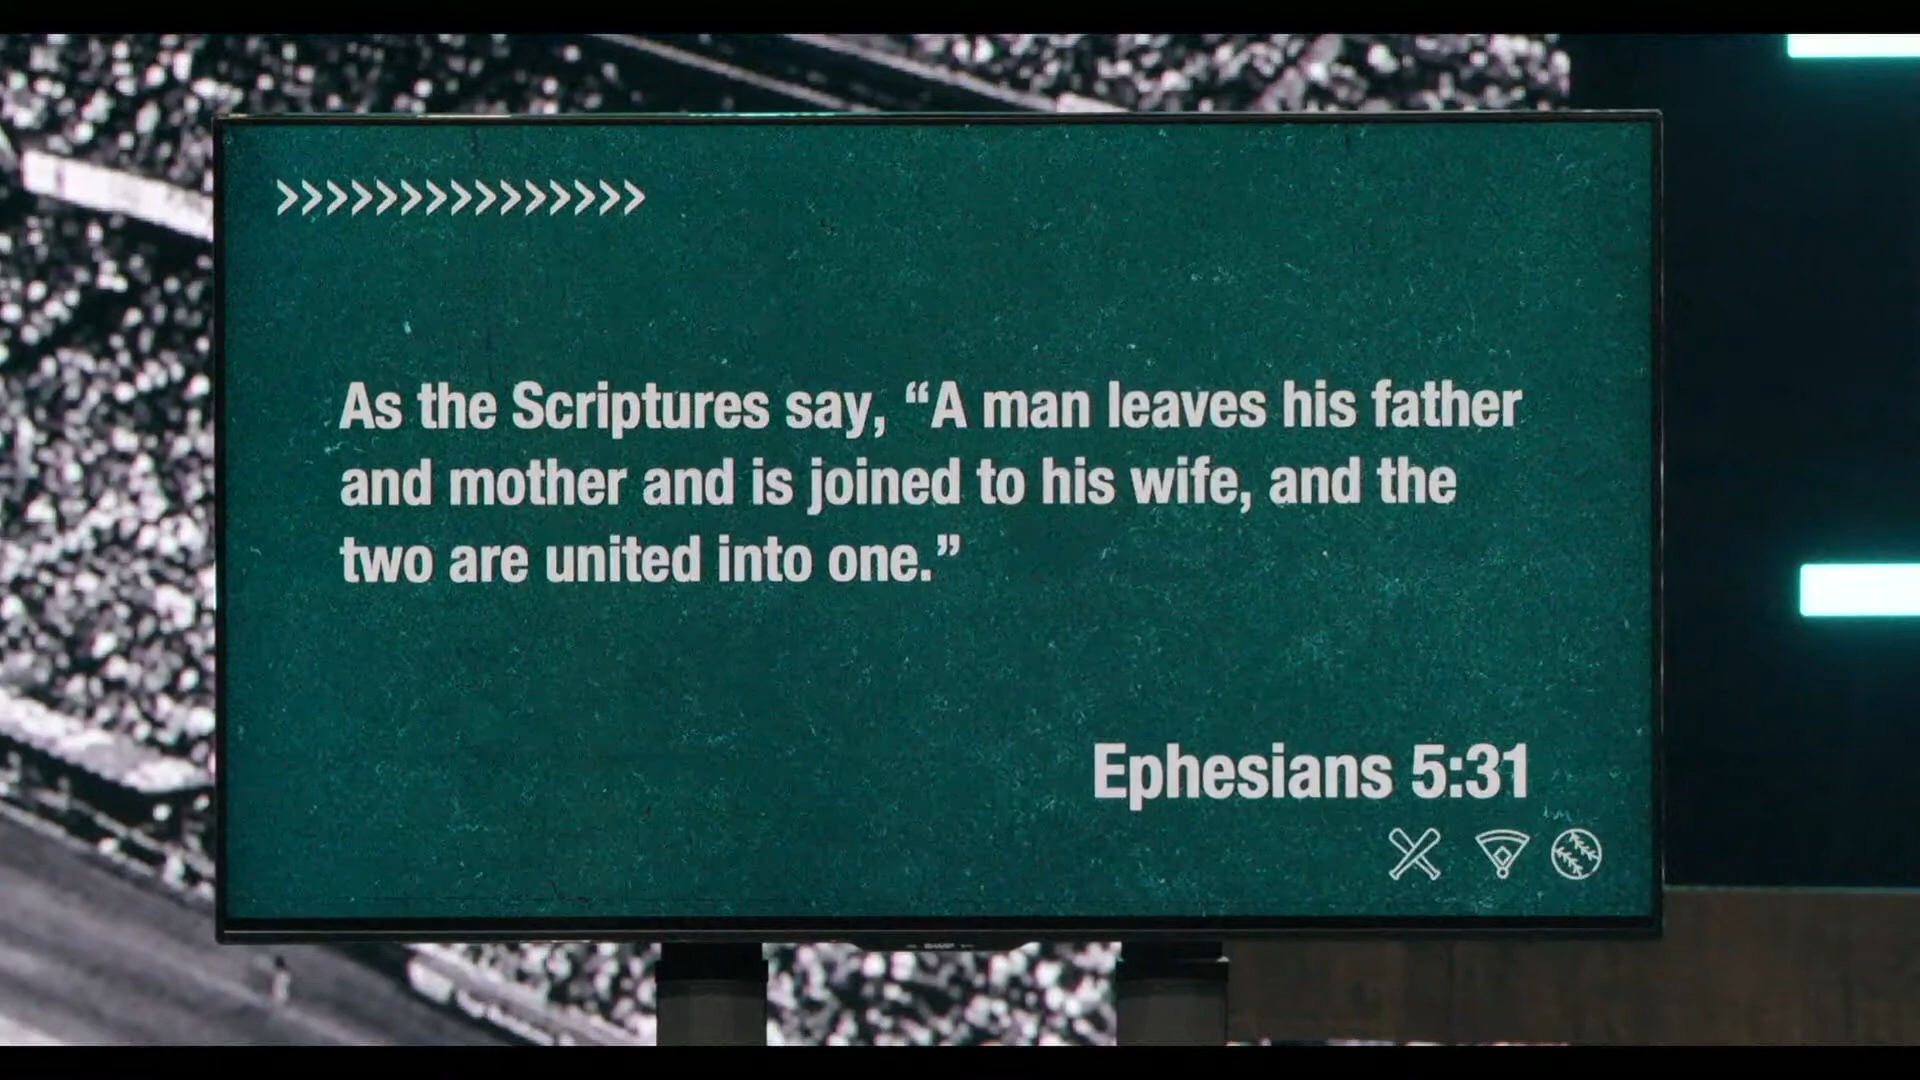 >>>>>>>>>>>>>>>
As the Scriptures say, “A man leaves his father
and mother and is joined to his wife, and the
two are united into one.”
Ephesians 5:31
SHARP